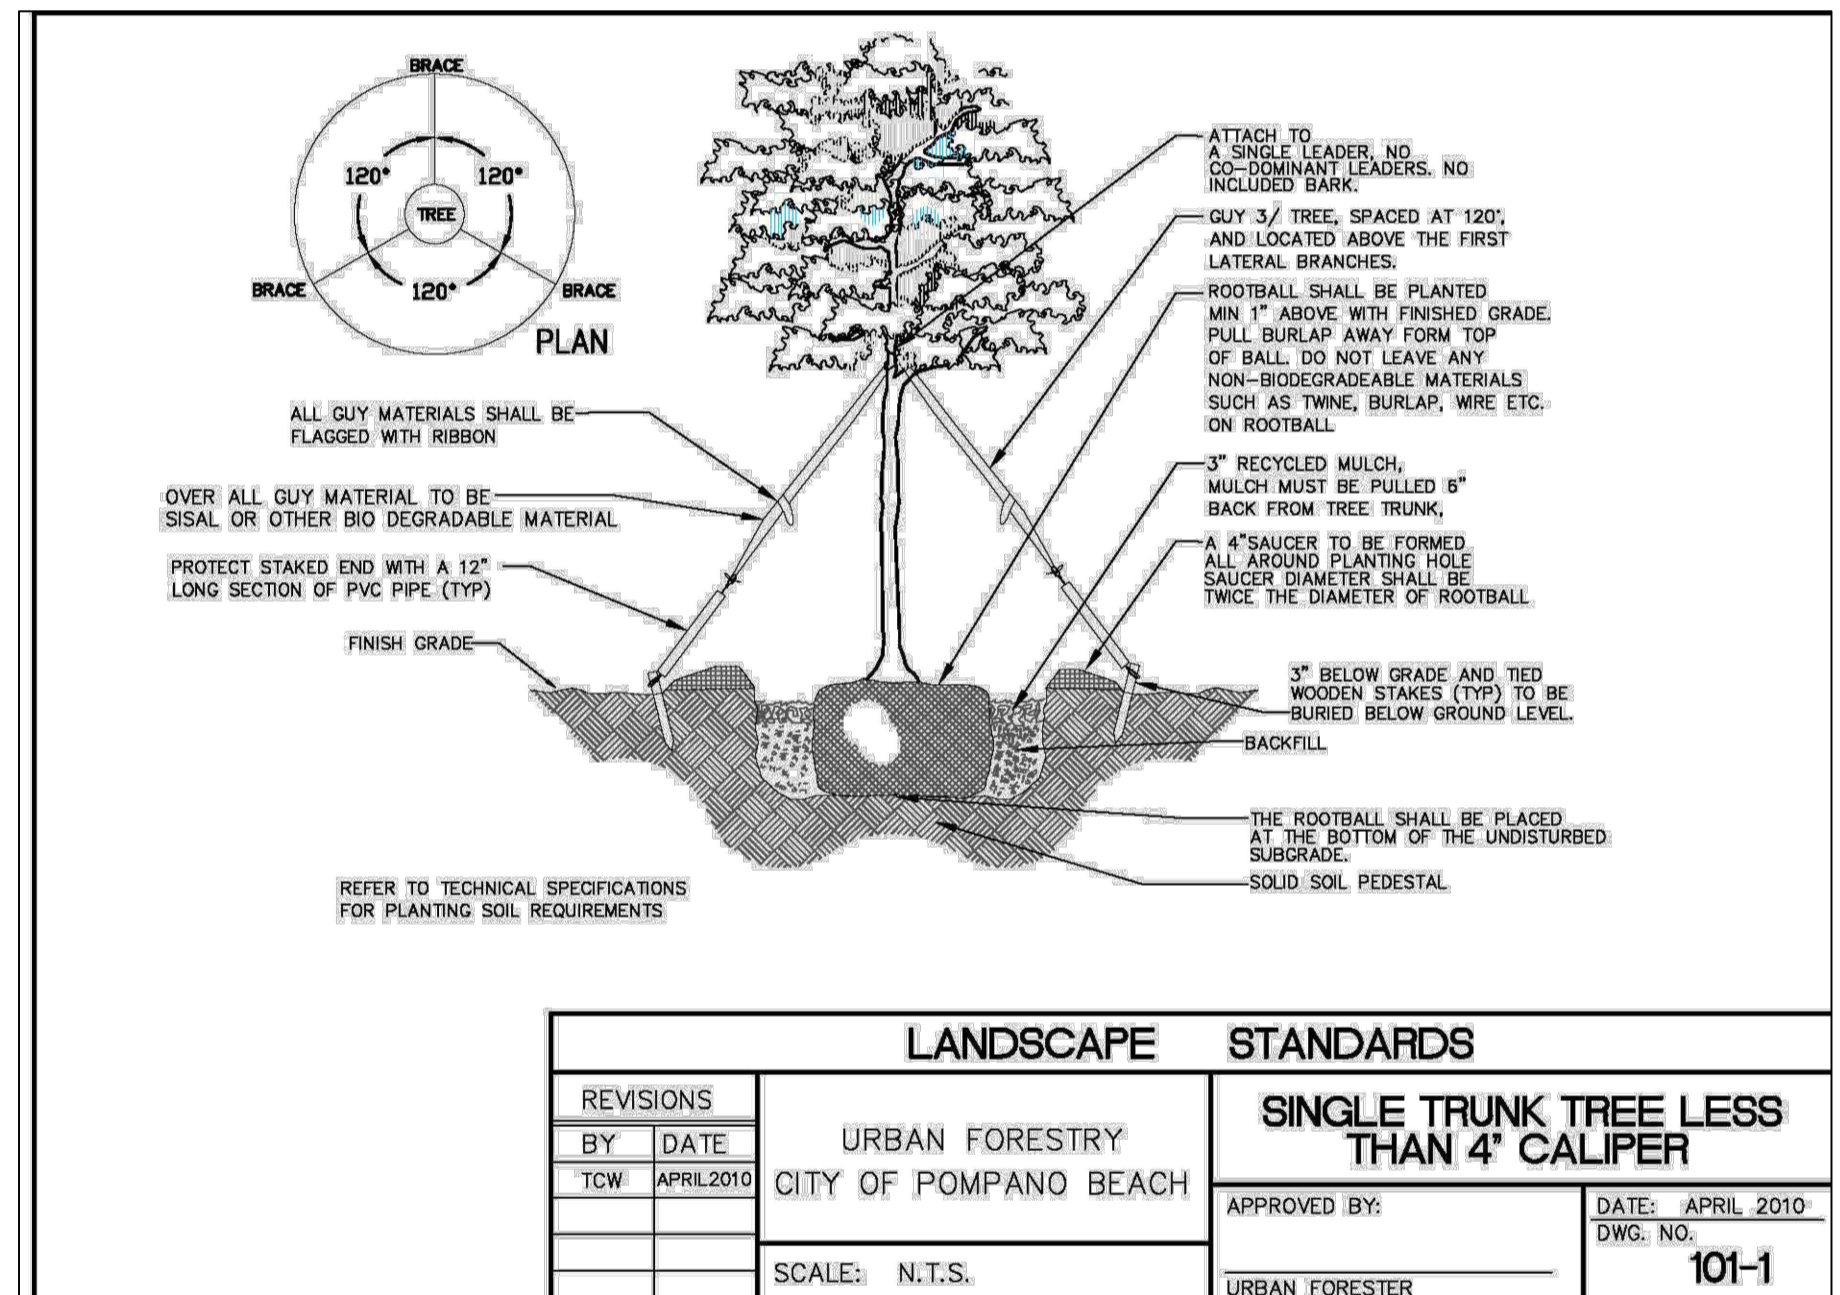 BRACE
120°
120°
TREE
BRACE
120°
BRACE
PLAN
ALL GUY MATERIALS SHALL BE
FLAGGED WITH RIBBON
OVER ALL GUY MATERIAL TO BE
SISAL OR OTHER BIO DEGRADABLE MATERIAL
PROTECT STAKED END WITH A 12"
LONG SECTION OF PVC PIPE (TYP)
FINISH GRADE
REFER TO TECHNICAL SPECIFICATIONS
FOR PLANTING SOIL REQUIREMENTS
ATTACH TO
A SINGLE LEADER, NO
CO-DOMINANT LEADERS. NO
INCLUDED BARK.
GUY 3/ TREE, SPACED AT 120°,
AND LOCATED ABOVE THE FIRST
LATERAL BRANCHES.
ROOTBALL SHALL BE PLANTED
MIN 1" ABOVE WITH FINISHED GRADE.
PULL BURLAP AWAY FORM TOP
OF BALL. DO NOT LEAVE ANY
NON-BIODEGRADEABLE MATERIALS
SUCH AS TWINE, BURLAP, WIRE ETC.
ON ROOTBALL
3" RECYCLED MULCH,
MULCH MUST BE PULLED 6"
BACK FROM TREE TRUNK,
A 4"SAUCER TO BE FORMED
ALL AROUND PLANTING HOLE
SAUCER DIAMETER SHALL BE
TWICE THE DIAMETER OF ROOTBALL
3" BELOW GRADE AND TIED
WOODEN STAKES (TYP) TO BE
BURIED BELOW GROUND LEVEL.
BACKFILL
THE ROOTBALL SHALL BE PLACED
AT THE BOTTOM OF THE UNDISTURBED
SUBGRADE.
SOLID SOIL PEDESTAL
LANDSCAPE STANDARDS
REVISIONS
BY DATE
TCW APRIL2010
URBAN FORESTRY
CITY OF POMPANO BEACH
SCALE: N.T.S.
SINGLE TRUNK TREE LESS
THAN 4" CALIPER
APPROVED BY:
URBAN FORESTER
DATE: APRIL 2010
DWG. NO.
101-1